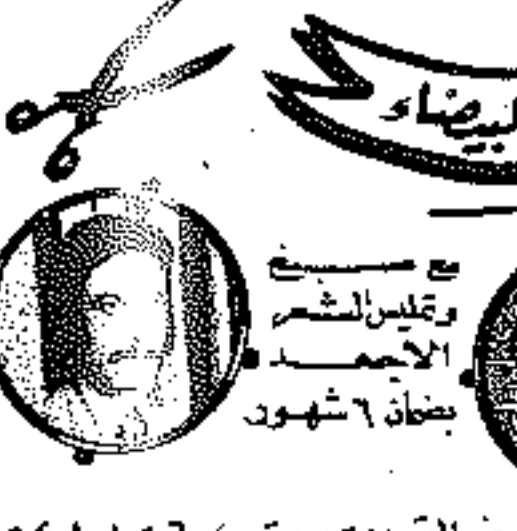 البيضاء
مع صبغ
وتمليس الشعر
الاجعد
بضمان ٦ شهور